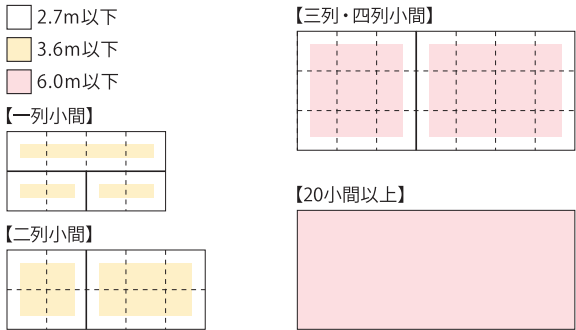 2.7m以下
3.6m以下
6.0m以下
【一列小間】
【二列小間】
【三列・四列小間】
【20小間以上】